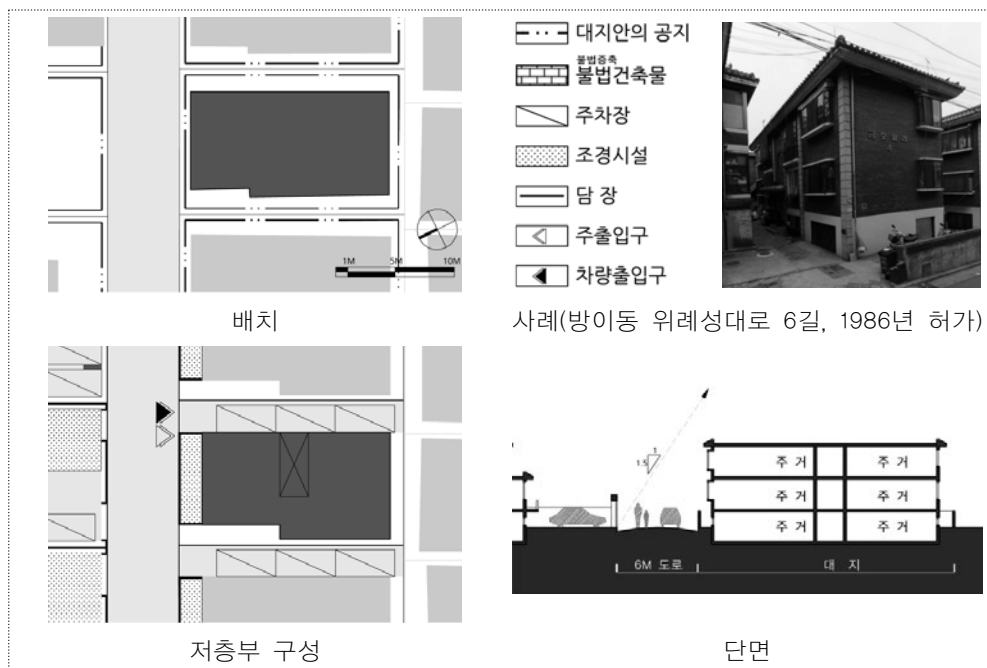 대지안의 공지
불법증축
불법건축물
주차장
조경시설
담 장
주출입구
차량출입구
1M 5M 10M
배치
사례(방이동 위례성대로 6길, 1986년 허가)
1
1.5
주 거 주 거
주 거 주 거
주 거 주 거
6M 도로 대 지
저층부 구성
단면